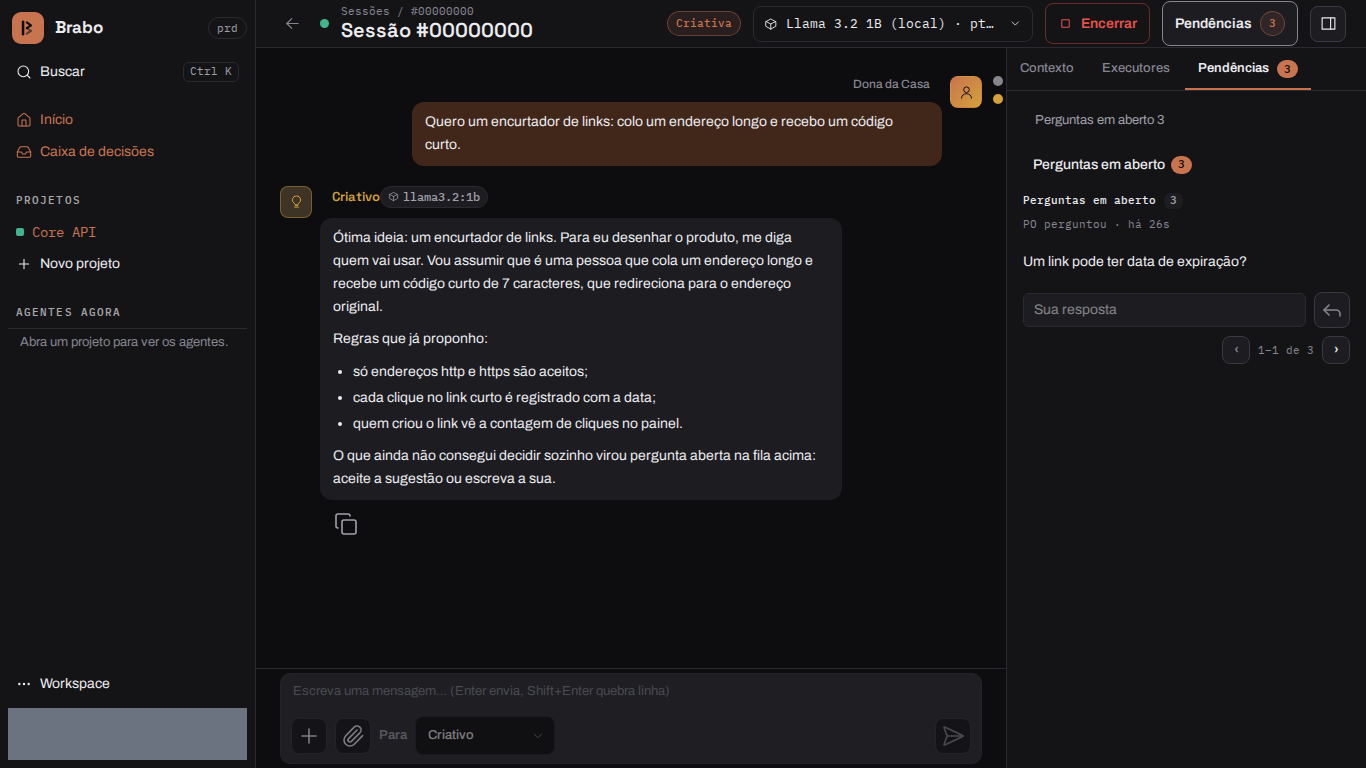 Brabo
prd
Buscar
Ctrl K
Início
Caixa de decisões
PROJETOS
Core API
Novo projeto
AGENTES AGORA
Abra um projeto para ver os agentes.
Workspace
Sessões / #00000000
Sessão #00000000
Criativa
Llama 3.2 1B (local) · pt…
Encerrar
Pendências 3
Dona da Casa
Quero um encurtador de links: colo um endereço longo e recebo um código
curto.
Criativo
llama3.2:1b
Ótima ideia: um encurtador de links. Para eu desenhar o produto, me diga
quem vai usar. Vou assumir que é uma pessoa que cola um endereço longo e
recebe um código curto de 7 caracteres, que redireciona para o endereço
original.
Regras que já proponho:
• só endereços http e https são aceitos;
• cada clique no link curto é registrado com a data;
• quem criou o link vê a contagem de cliques no painel.
O que ainda não consegui decidir sozinho virou pergunta aberta na fila acima:
aceite a sugestão ou escreva a sua.
Escreva uma mensagem... (Enter envia, Shift+Enter quebra linha)
Para
Criativo
Contexto
Executores
Pendências 3
Perguntas em aberto 3
Perguntas em aberto 3
Perguntas em aberto 3
PO perguntou · há 26s
Um link pode ter data de expiração?
Sua resposta
‹ 1–1 de 3 ›